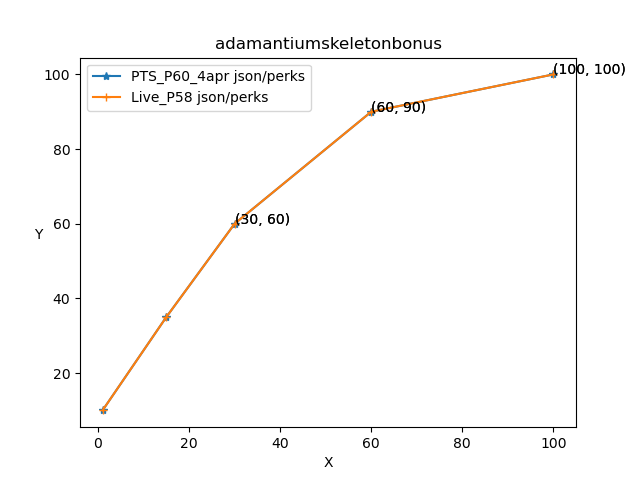 adamantiumskeletonbonus
PTS_P60_4apr json/perks
Live_P58 json/perks
(100, 100)
(60, 90)
(30, 60)
100
80
60
40
20
Y
0
20
40
60
80
100
X